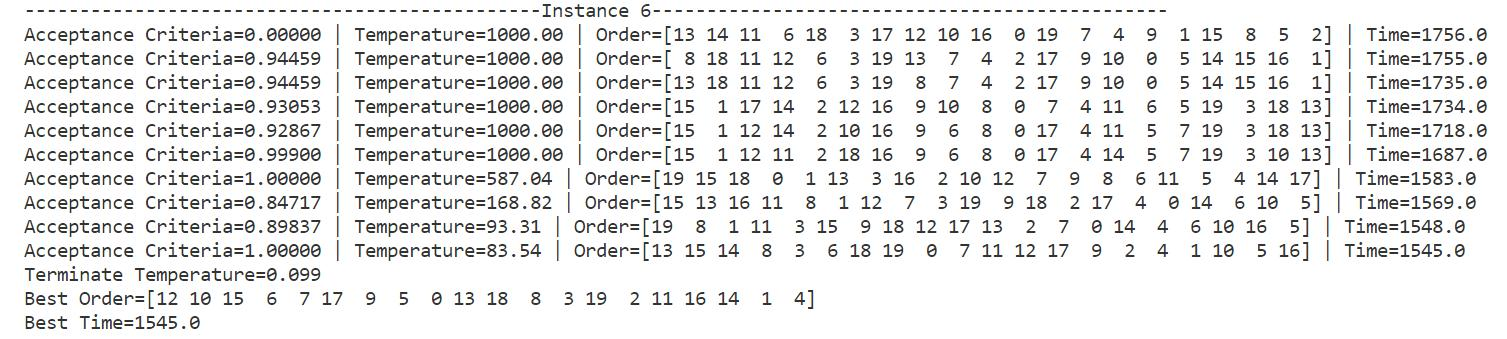 -------------------------------------------Instance 6-------------------------------------------
Acceptance Criteria=0.00000 | Temperature=1000.00 | Order=[13 14 11  6 18  3 17 12 10 16  0 19  7  4  9  1 15  8  5  2] | Time=1756.0
Acceptance Criteria=0.94459 | Temperature=1000.00 | Order=[ 8 18 11 12  6  3 19 13  7  4  2 17  9 10  0  5 14 15 16  1] | Time=1755.0
Acceptance Criteria=0.94459 | Temperature=1000.00 | Order=[13 18 11 12  6  3 19  8  7  4  2 17  9 10  0  5 14 15 16  1] | Time=1735.0
Acceptance Criteria=0.93053 | Temperature=1000.00 | Order=[15  1 17 14  2 12 16  9 10  8  0  7  4 11  6  5 19  3 18 13] | Time=1734.0
Acceptance Criteria=0.92867 | Temperature=1000.00 | Order=[15  1 12 14  2 10 16  9  6  8  0 17  4 11  5  7 19  3 18 13] | Time=1718.0
Acceptance Criteria=0.99900 | Temperature=1000.00 | Order=[15  1 12 11  2 18 16  9  6  8  0 17  4 14  5  7 19  3 10 13] | Time=1687.0
Acceptance Criteria=1.00000 | Temperature=587.04 | Order=[19 15 18  0  1 13  3 16  2 10 12  7  9  8  6 11  5  4 14 17] | Time=1583.0
Acceptance Criteria=0.84717 | Temperature=168.82 | Order=[15 13 16 11  8  1 12  7  3 19  9 18  2 17  4  0 14  6 10  5] | Time=1569.0
Acceptance Criteria=0.89837 | Temperature=93.31 | Order=[19  8  1 11  3 15  9 18 12 17 13  2  7  0 14  4  6 10 16  5] | Time=1548.0
Acceptance Criteria=1.00000 | Temperature=83.54 | Order=[13 15 14  8  3  6 18 19  0  7 11 12 17  9  2  4  1 10  5 16] | Time=1545.0
Terminate Temperature=0.099
Best Order=[12 10 15  6  7 17  9  5  0 13 18  8  3 19  2 11 16 14  1  4]
Best Time=1545.0